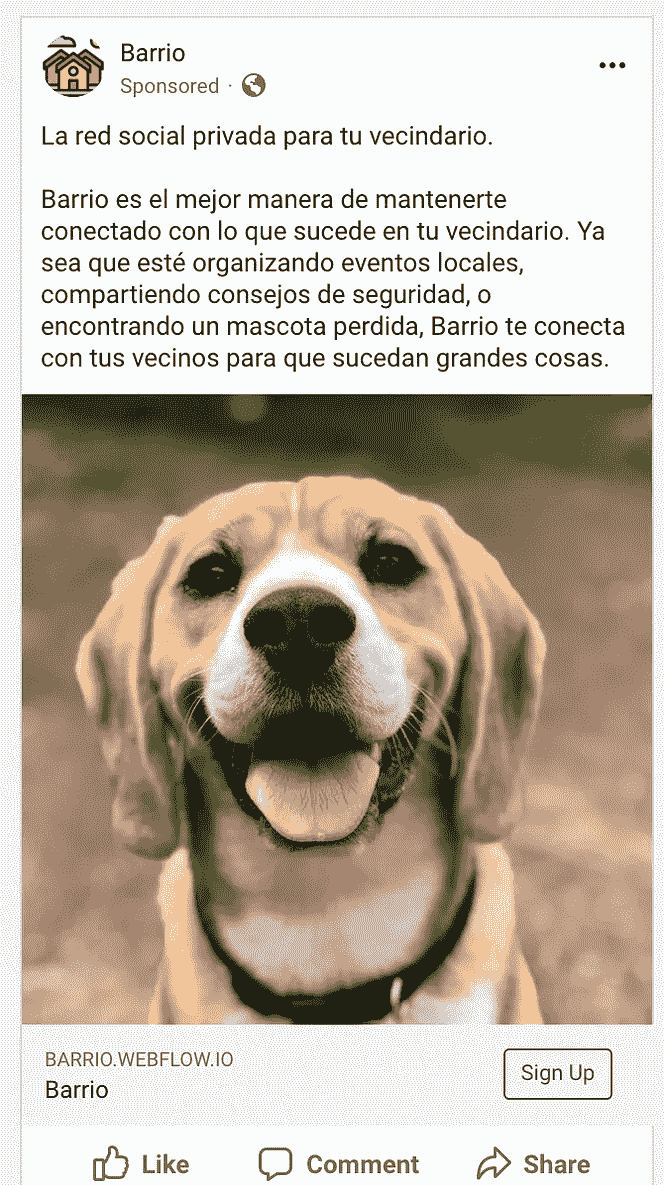 Barrio
Sponsored ·
La red social privada para tu vecindario.
Barrio es el mejor manera de mantenerte
conectado con lo que sucede en tu vecindario. Ya
sea que esté organizando eventos locales,
compartiendo consejos de seguridad, o
encontrando un mascota perdida, Barrio te conecta
con tus vecinos para que sucedan grandes cosas.
BARRIO.WEBFLOW.IO
Barrio
Sign Up
Like Comment Share